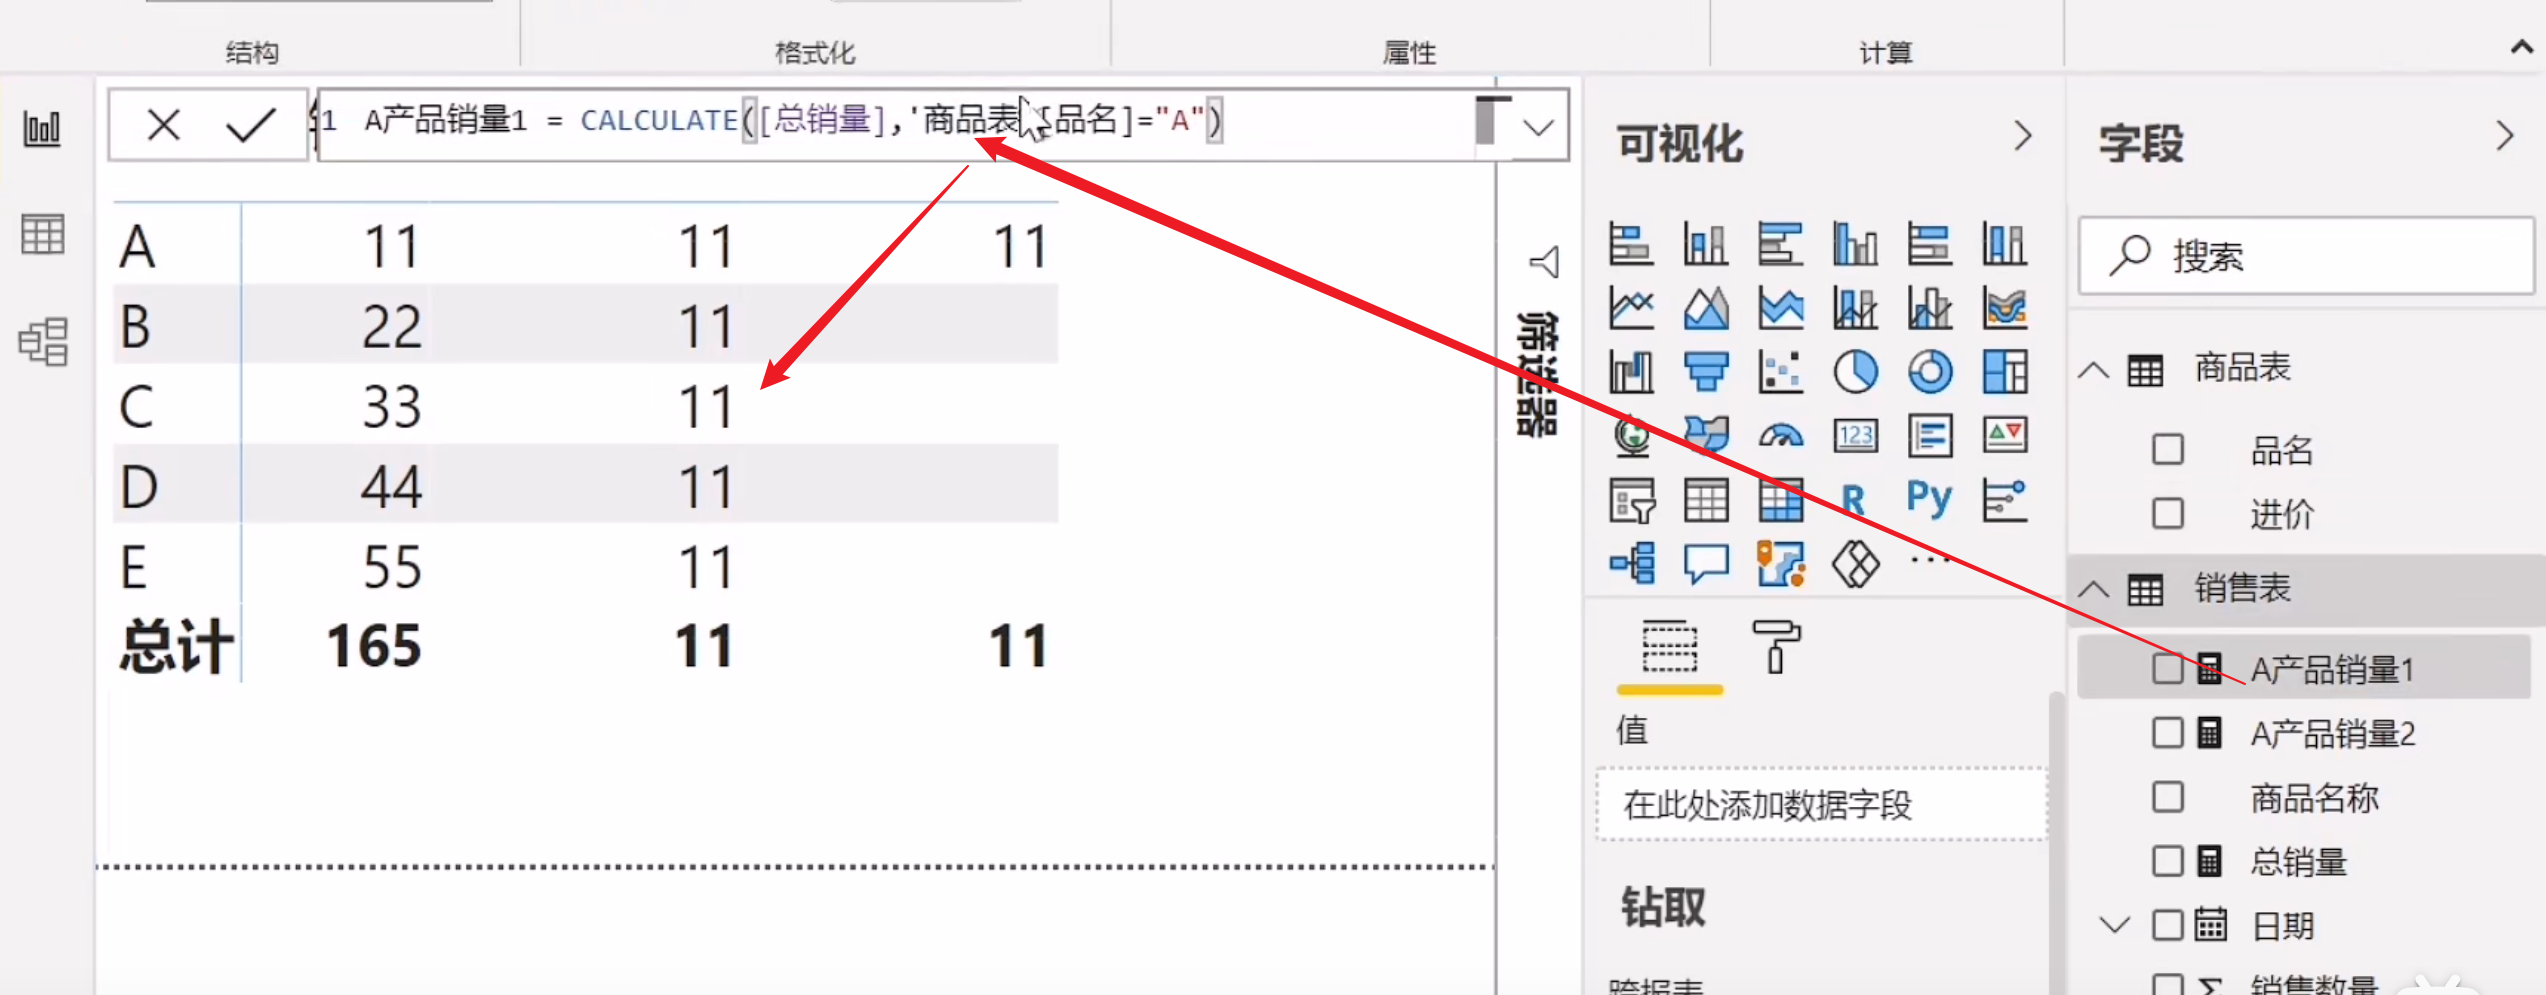 结构
格式化
属性
计算
1 A产品销量1 = CALCULATE([总销量],'商品表'[品名]="A")
A 11 11 11
B 22 11
C 33 11
D 44 11
E 55 11
总计 165 11 11
筛选器
可视化
123
R
Py
...
值
在此处添加数据字段
钻取
跨报表
字段
搜索
商品表
品名
进价
销售表
A产品销量1
A产品销量2
商品名称
总销量
日期
销售数量